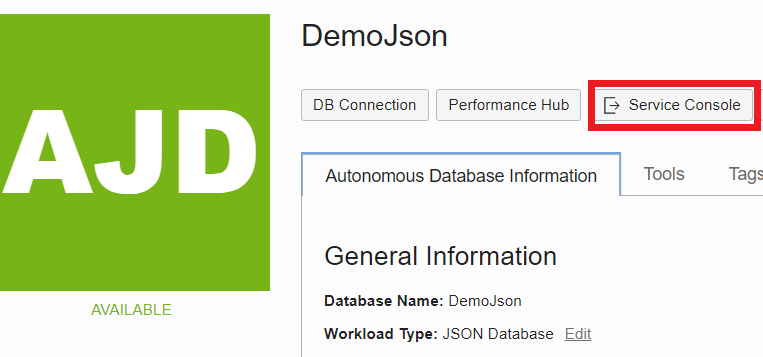 AJD
AVAILABLE
DemoJson
DB Connection Performance Hub Service Console
Autonomous Database Information Tools Tags
General Information
Database Name: DemoJson
Workload Type: JSON Database Edit